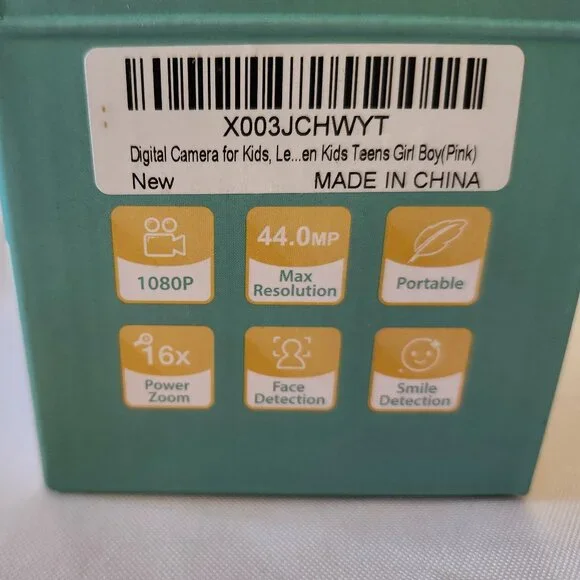 X003JCHWYT
Digital Camera for Kids, Le...en Kids Teens Girl Boy(Pink)
New MADE IN CHINA
1080P
44.0MP
Max
Resolution
Portable
16x
Power
Zoom
Face
Detection
Smile
Detection